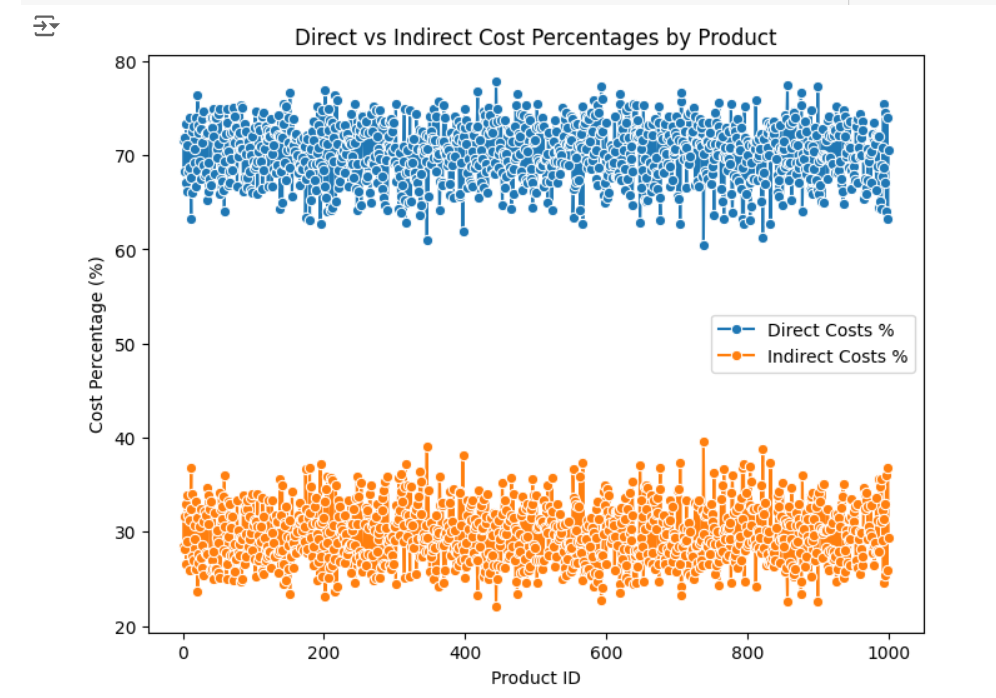 Direct vs Indirect Cost Percentages by Product
80
70
60
50
40
30
20
Cost Percentage (%)
Direct Costs %
Indirect Costs %
0 200 400 600 800 1000
Product ID